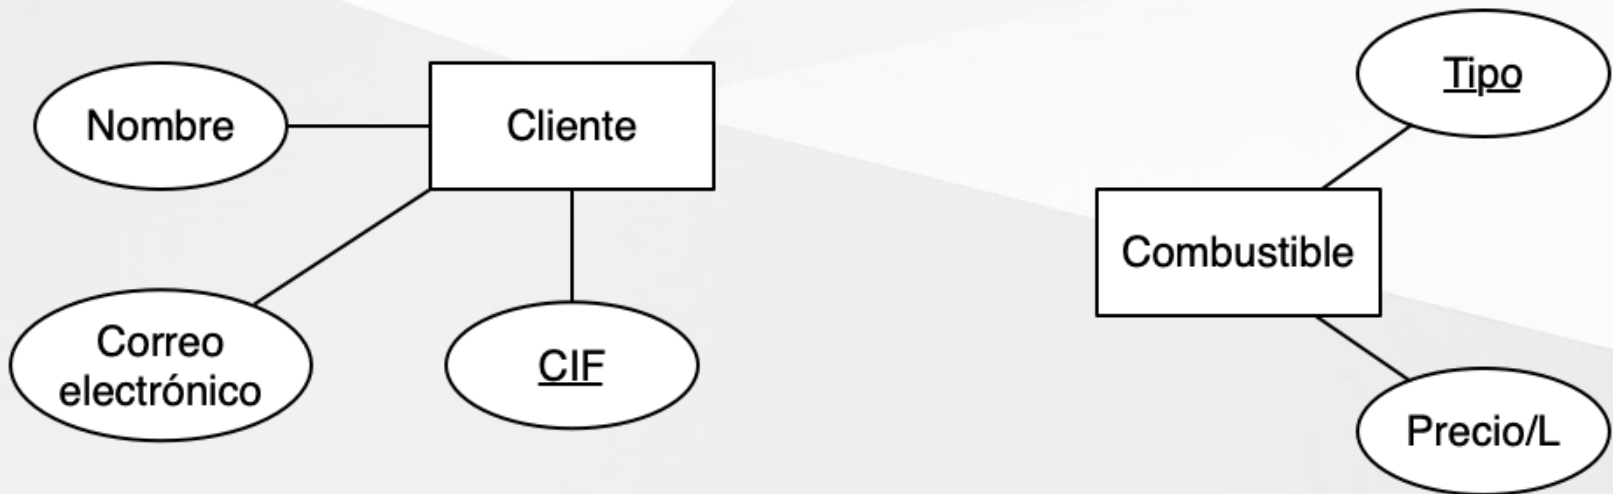 Tipo
Nombre
Cliente
Combustible
Correo
electrónico
CIF
Precio/L